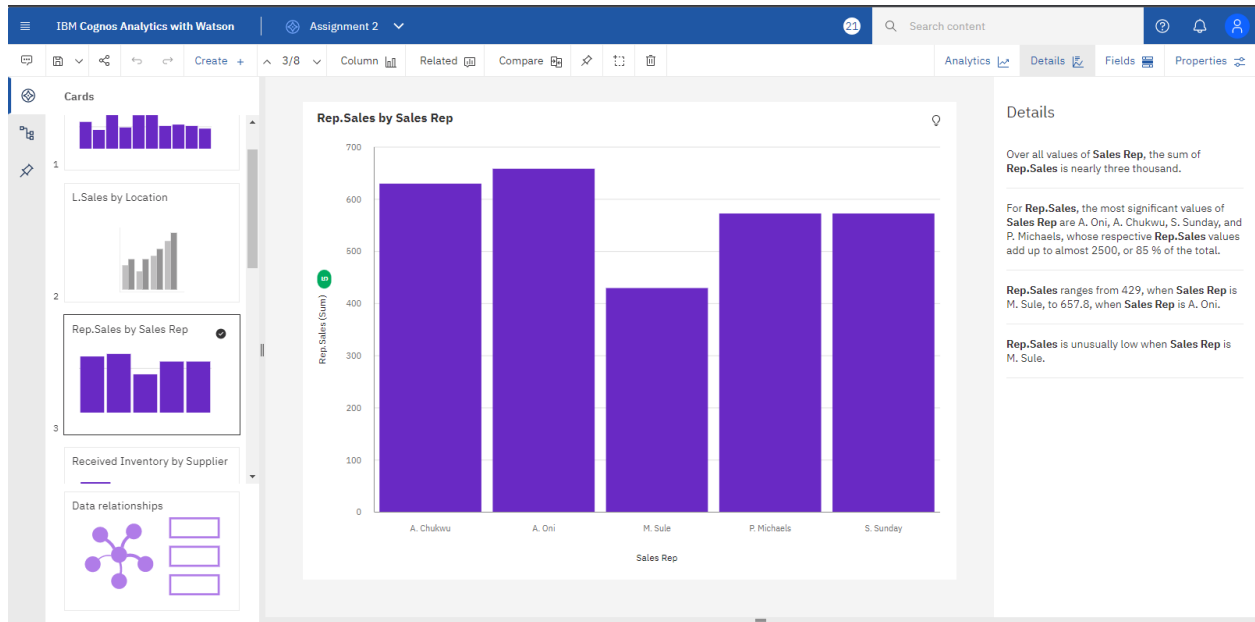 IBM Cognos Analytics with Watson
Assignment 2
21
Search content
Create +
3/8
Column
Related
Compare
Analytics
Details
Fields
Properties
Cards
1
L.Sales by Location
2
Rep.Sales by Sales Rep
3
Received Inventory by Supplier
Data relationships
Rep.Sales by Sales Rep
700
600
500
400
300
200
100
0
Rep.Sales (Sum)
5
A. Chukwu
A. Oni
M. Sule
P. Michaels
S. Sunday
Sales Rep
Details
Over all values of Sales Rep, the sum of
Rep.Sales is nearly three thousand.
For Rep.Sales, the most significant values of
Sales Rep are A. Oni, A. Chukwu, S. Sunday, and
P. Michaels, whose respective Rep.Sales values
add up to almost 2500, or 85 % of the total.
Rep.Sales ranges from 429, when Sales Rep is
M. Sule, to 657.8, when Sales Rep is A. Oni.
Rep.Sales is unusually low when Sales Rep is
M. Sule.